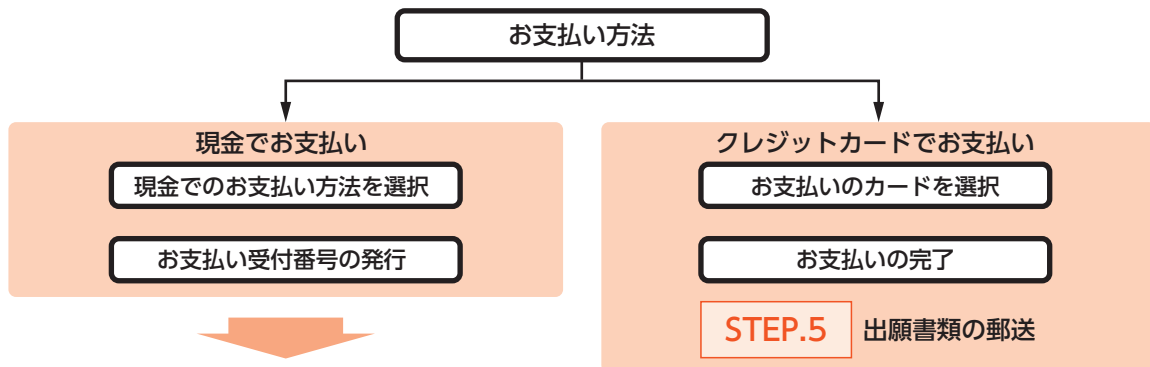 お支払い方法
現金でお支払い
現金でのお支払い方法を選択
お支払い受付番号の発行
クレジットカードでお支払い
お支払いのカードを選択
お支払いの完了
STEP.5 出願書類の郵送